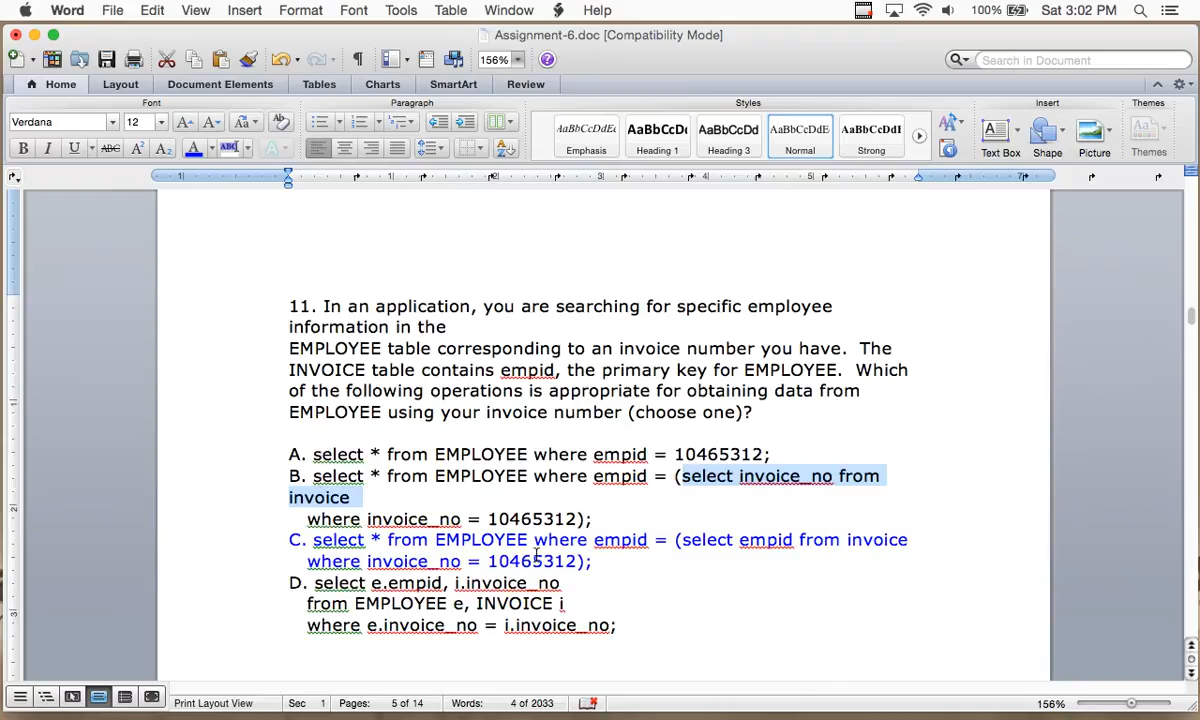 Word File Edit View Insert Format Font Tools Table Window Help 100% Sat 3:02 PM
Assignment-6.doc [Compatibility Mode]
156% Search in Document
Home Layout Document Elements Tables Charts SmartArt Review
Font Paragraph Styles Insert Themes
Verdana 12 AaBbCcDdEe AaBbCcDc AaBbCcDd AaBbCcDdE AaBbCcDdI
Emphasis Heading 1 Heading 3 Normal Strong Text Box Shape Picture Themes
11. In an application, you are searching for specific employee
information in the
EMPLOYEE table corresponding to an invoice number you have. The
INVOICE table contains empid, the primary key for EMPLOYEE. Which
of the following operations is appropriate for obtaining data from
EMPLOYEE using your invoice number (choose one)?
A. select * from EMPLOYEE where empid = 10465312;
B. select * from EMPLOYEE where empid = (select invoice_no from
invoice
where invoice_no = 10465312);
C. select * from EMPLOYEE where empid = (select empid from invoice
where invoice_no = 10465312);
D. select e.empid, i.invoice_no
from EMPLOYEE e, INVOICE i
where e.invoice_no = i.invoice_no;
Print Layout View Sec 1 Pages: 5 of 14 Words: 4 of 2033 156%